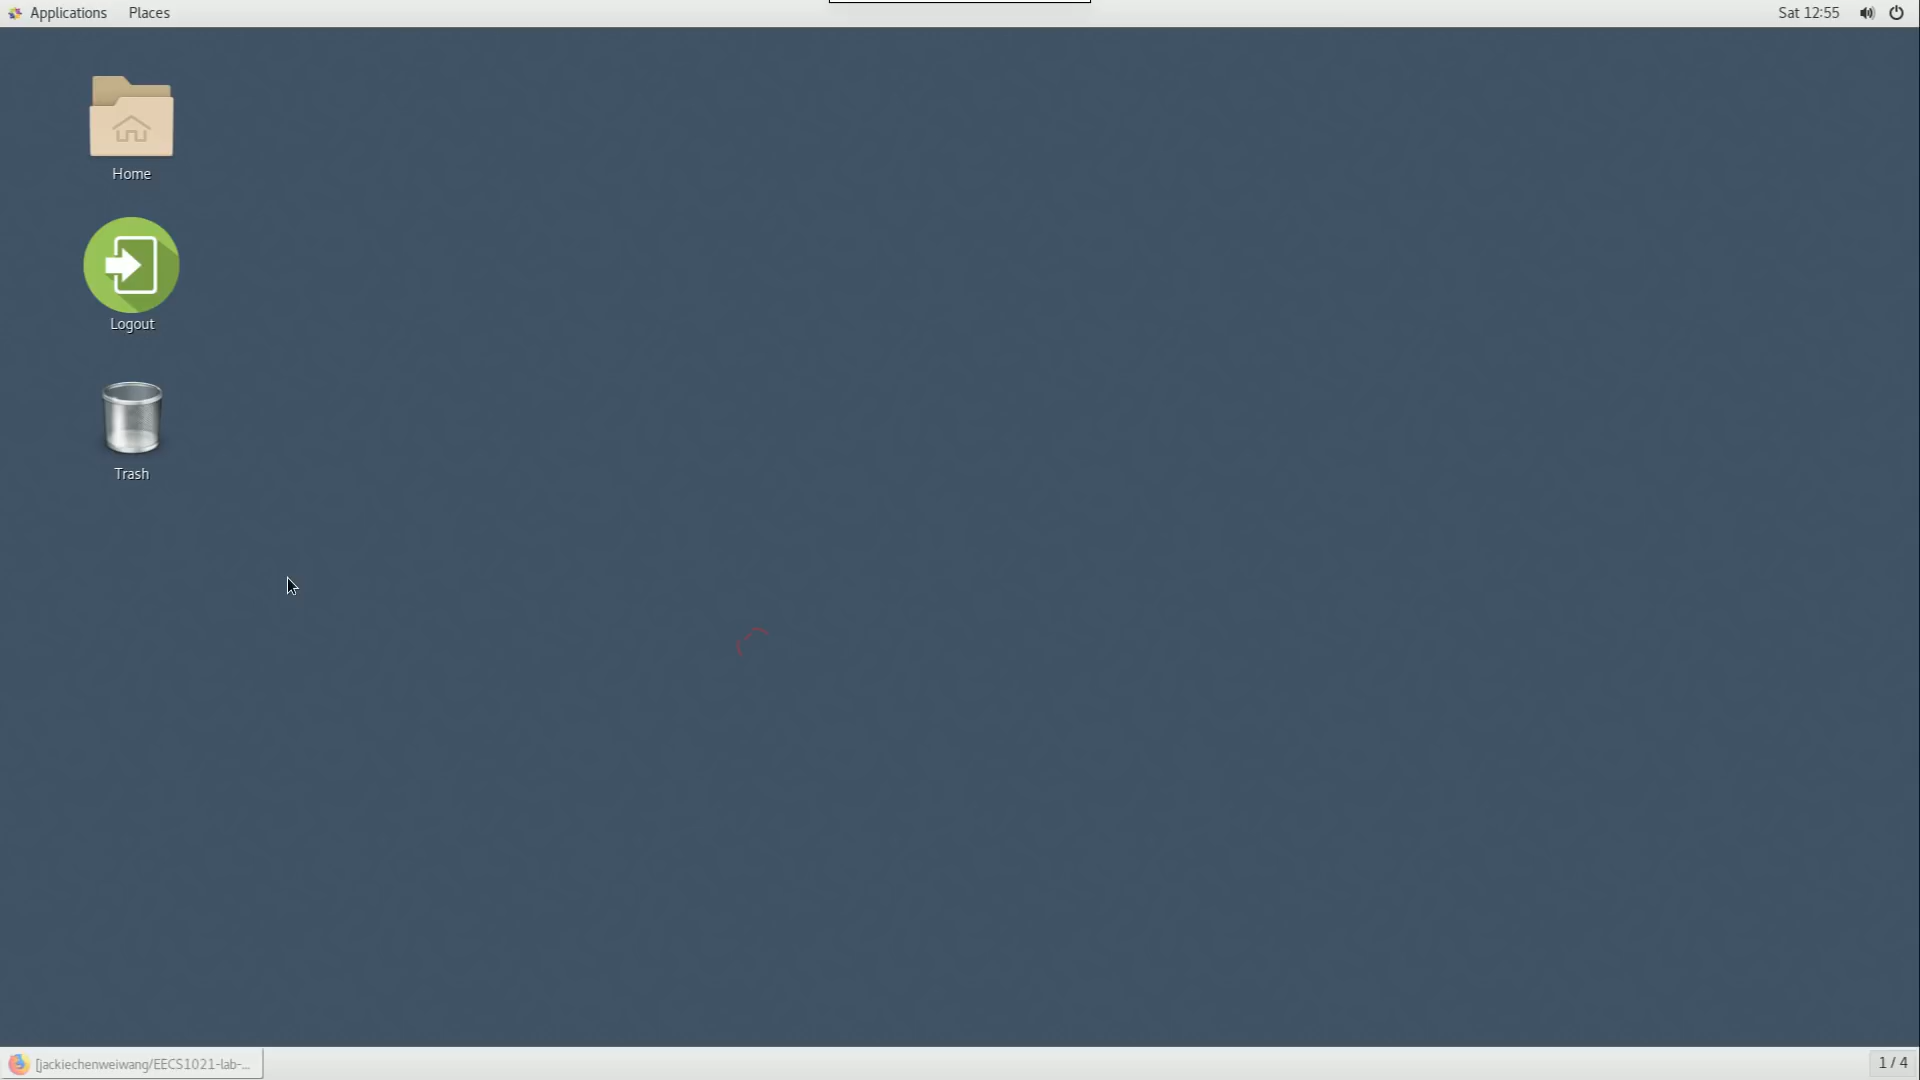 Applications Places Sat 12:55
Home
Logout
Trash
[jackiechenweiwang/EECS1021-lab-... 1 / 4